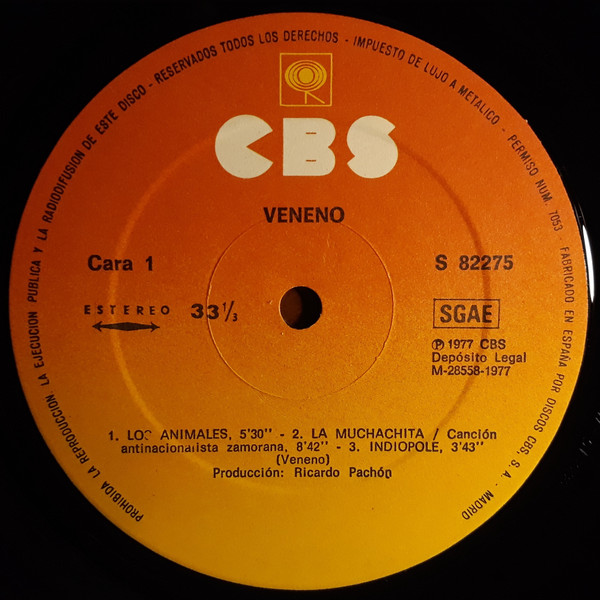 PROHIBIDA LA REPRODUCCION LA EJECUCION PUBLICA Y LA RADIODIFUSION DE ESTE DISCO - RESERVADOS TODOS LOS DERECHOS - IMPUESTO DE LUJO A METALICO - PERMISO NUM. 7053 - FABRICADO EN ESPAÑA POR DISCOS CBS, S. A. - MADRID
CBS
VENENO
Cara 1
S 82275
ESTEREO 33 1/3
SGAE
Ⓟ 1977 CBS
Depósito Legal
M-28558-1977
1. LOS ANIMALES, 5'30" - 2. LA MUCHACHITA / Canción
antinacionalista zamorana, 8'42" - 3. INDIOPOLE, 3'43"
(Veneno)
Producción: Ricardo Pachón